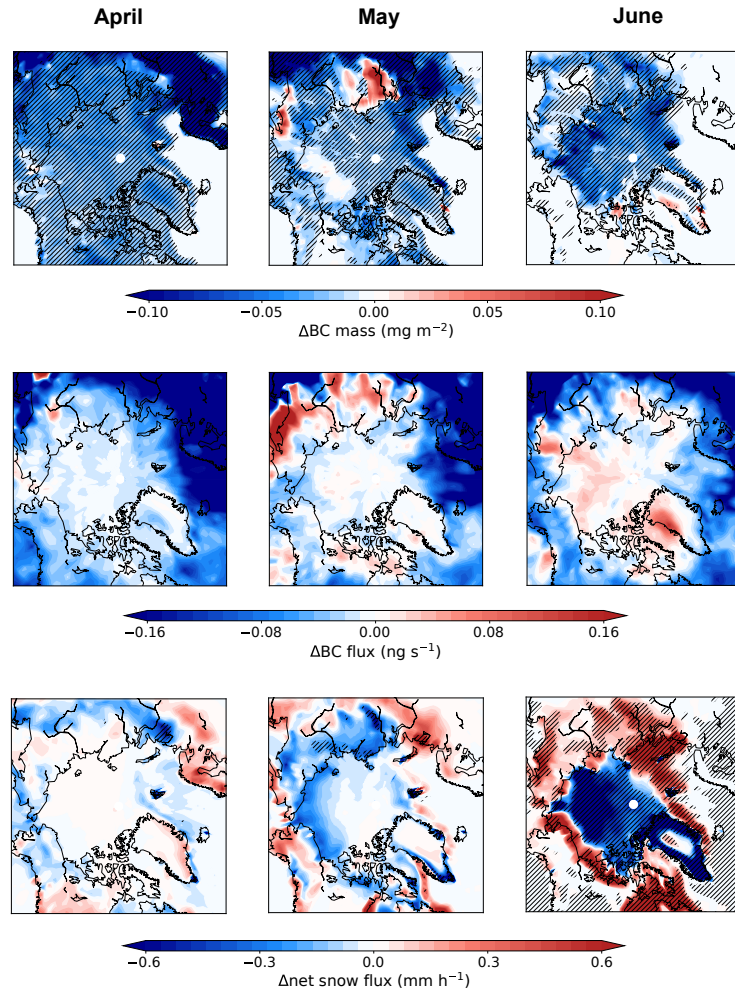 April May June
−0.10 −0.05 0.00 0.05 0.10
ΔBC mass (mg m⁻²)
−0.16 −0.08 0.00 0.08 0.16
ΔBC flux (ng s⁻¹)
−0.6 −0.3 0.0 0.3 0.6
Δnet snow flux (mm h⁻¹)